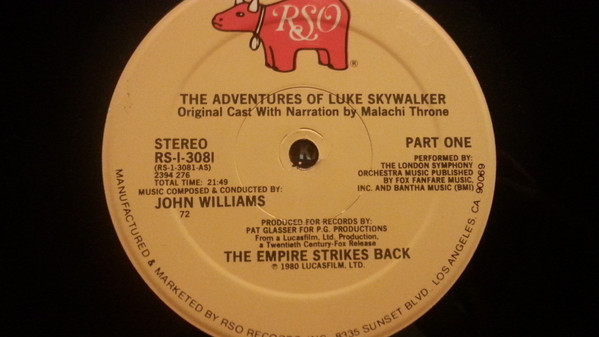 RSO
®
THE ADVENTURES OF LUKE SKYWALKER
Original Cast With Narration by Malachi Throne
STEREO
RS-1-3081
(RS-1-3081-AS)
2394 276
TOTAL TIME: 21:49
MUSIC COMPOSED & CONDUCTED BY:
JOHN WILLIAMS
72
PART ONE
PERFORMED BY:
THE LONDON SYMPHONY
ORCHESTRA MUSIC PUBLISHED
BY FOX FANFARE MUSIC,
INC. AND BANTHA MUSIC (BMI)
PRODUCED FOR RECORDS BY:
PAT GLASSER FOR P.G. PRODUCTIONS
From a Lucasfilm, Ltd. Production,
a Twentieth Century-Fox Release
THE EMPIRE STRIKES BACK
℗ 1980 LUCASFILM, LTD.
MANUFACTURED & MARKETED BY RSO RECORDS, INC. 8335 SUNSET BLVD. LOS ANGELES, CA 90069